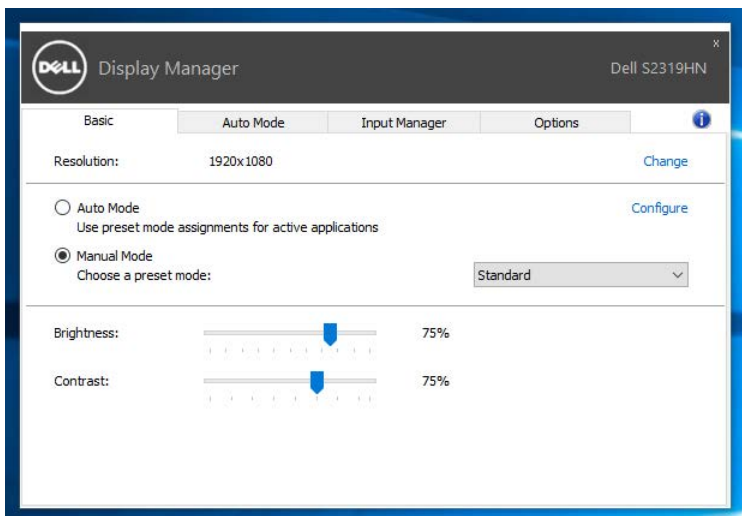 DELL Display Manager
x
Dell S2319HN
Basic Auto Mode Input Manager Options
Resolution: 1920x1080 Change
Auto Mode Configure
Use preset mode assignments for active applications
Manual Mode
Choose a preset mode: Standard
Brightness: 75%
Contrast: 75%